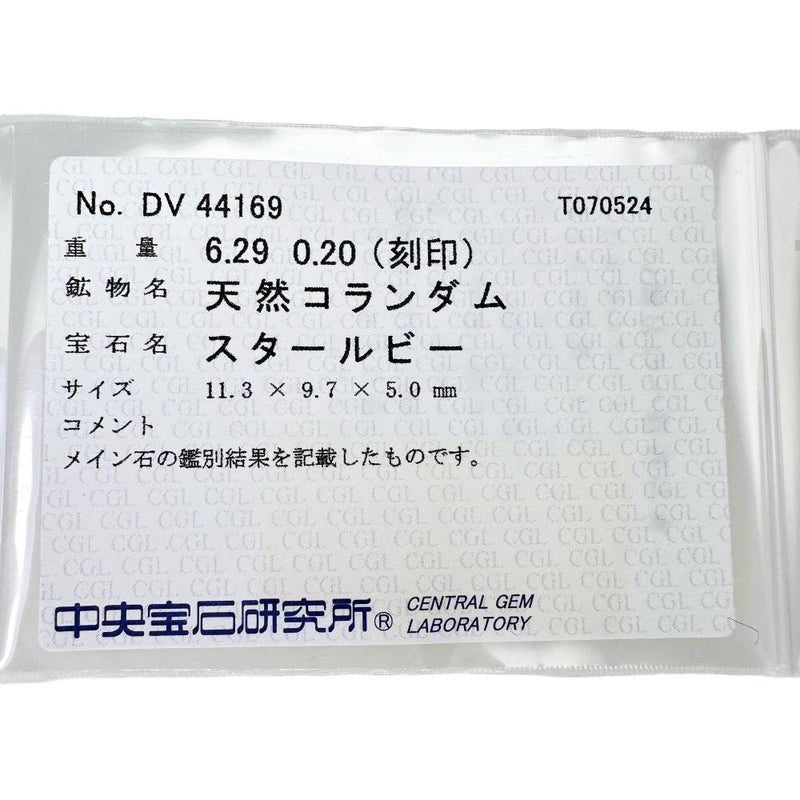 No. DV 44169 T070524
重量 6.29 0.20 (刻印)
鉱物名 天然コランダム
宝石名 スタールビー
サイズ 11.3 × 9.7 × 5.0 mm
コメント
メイン石の鑑別結果を記載したものです。
中央宝石研究所® CENTRAL GEM
LABORATORY